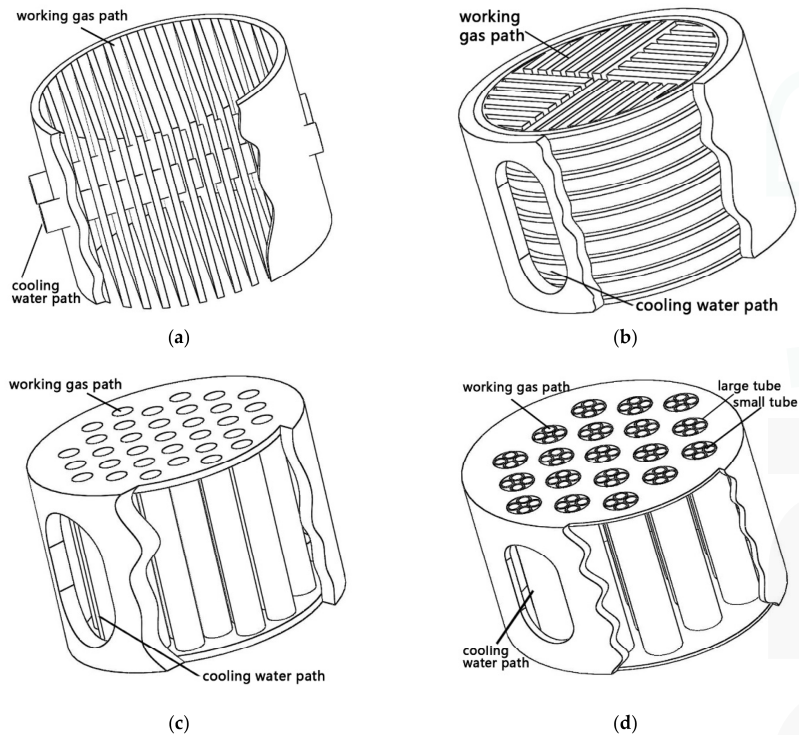 working gas path
working
gas path
cooling
water path
cooling water path
(a)
(b)
working gas path
working gas path
large tube
small tube
cooling water path
cooling
water path
(c)
(d)